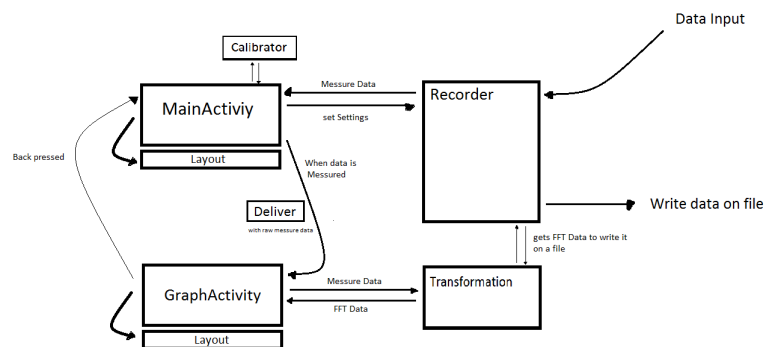 Data Input
Calibrator
Messure Data
Recorder
MainActiviy
set Settings
Back pressed
Layout
When data is
Messured
Deliver
with raw messure data
Write data on file
gets FFT Data to write it
on a file
Messure Data
Transformation
GraphActivity
FFT Data
Layout